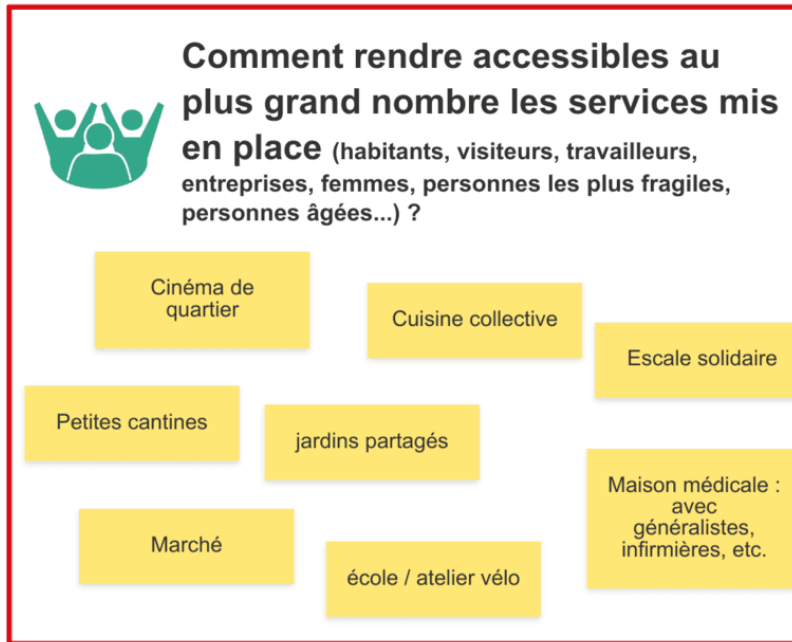 Comment rendre accessibles au
plus grand nombre les services mis
en place (habitants, visiteurs, travailleurs,
entreprises, femmes, personnes les plus fragiles,
personnes âgées...) ?
Cinéma de
quartier
Cuisine collective
Escale solidaire
Petites cantines
jardins partagés
Maison médicale :
avec
généralistes,
infirmières, etc.
Marché
école / atelier vélo